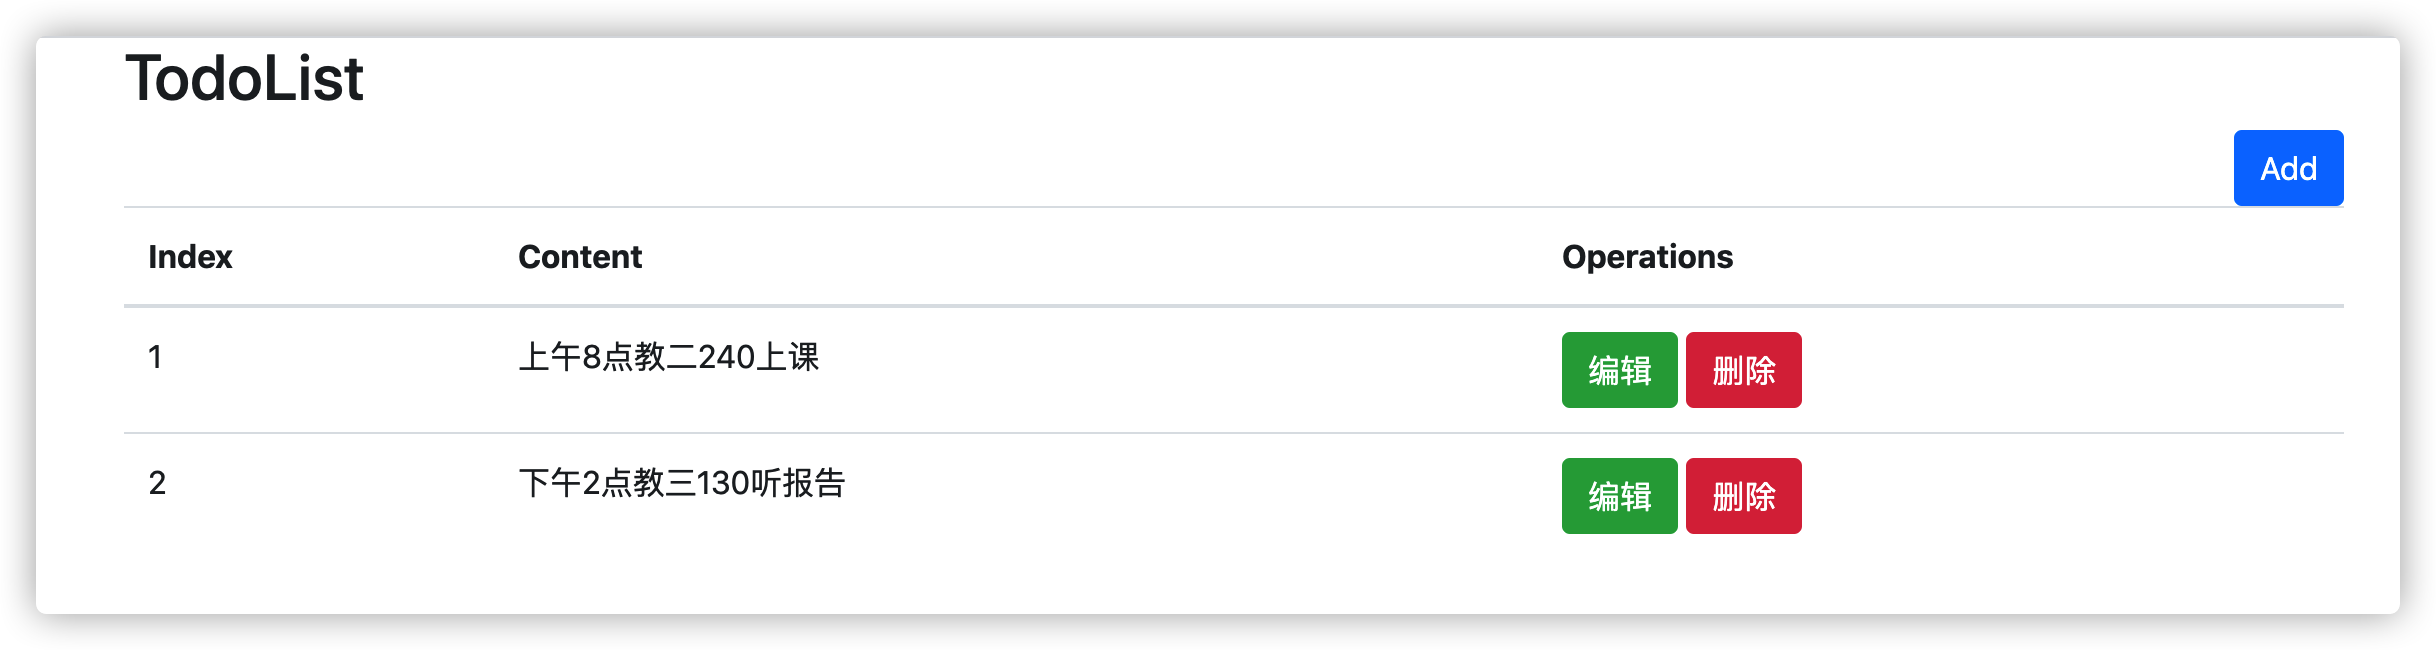 TodoList
Add
Index Content Operations
1 上午8点教二240上课 编辑 删除
2 下午2点教三130听报告 编辑 删除